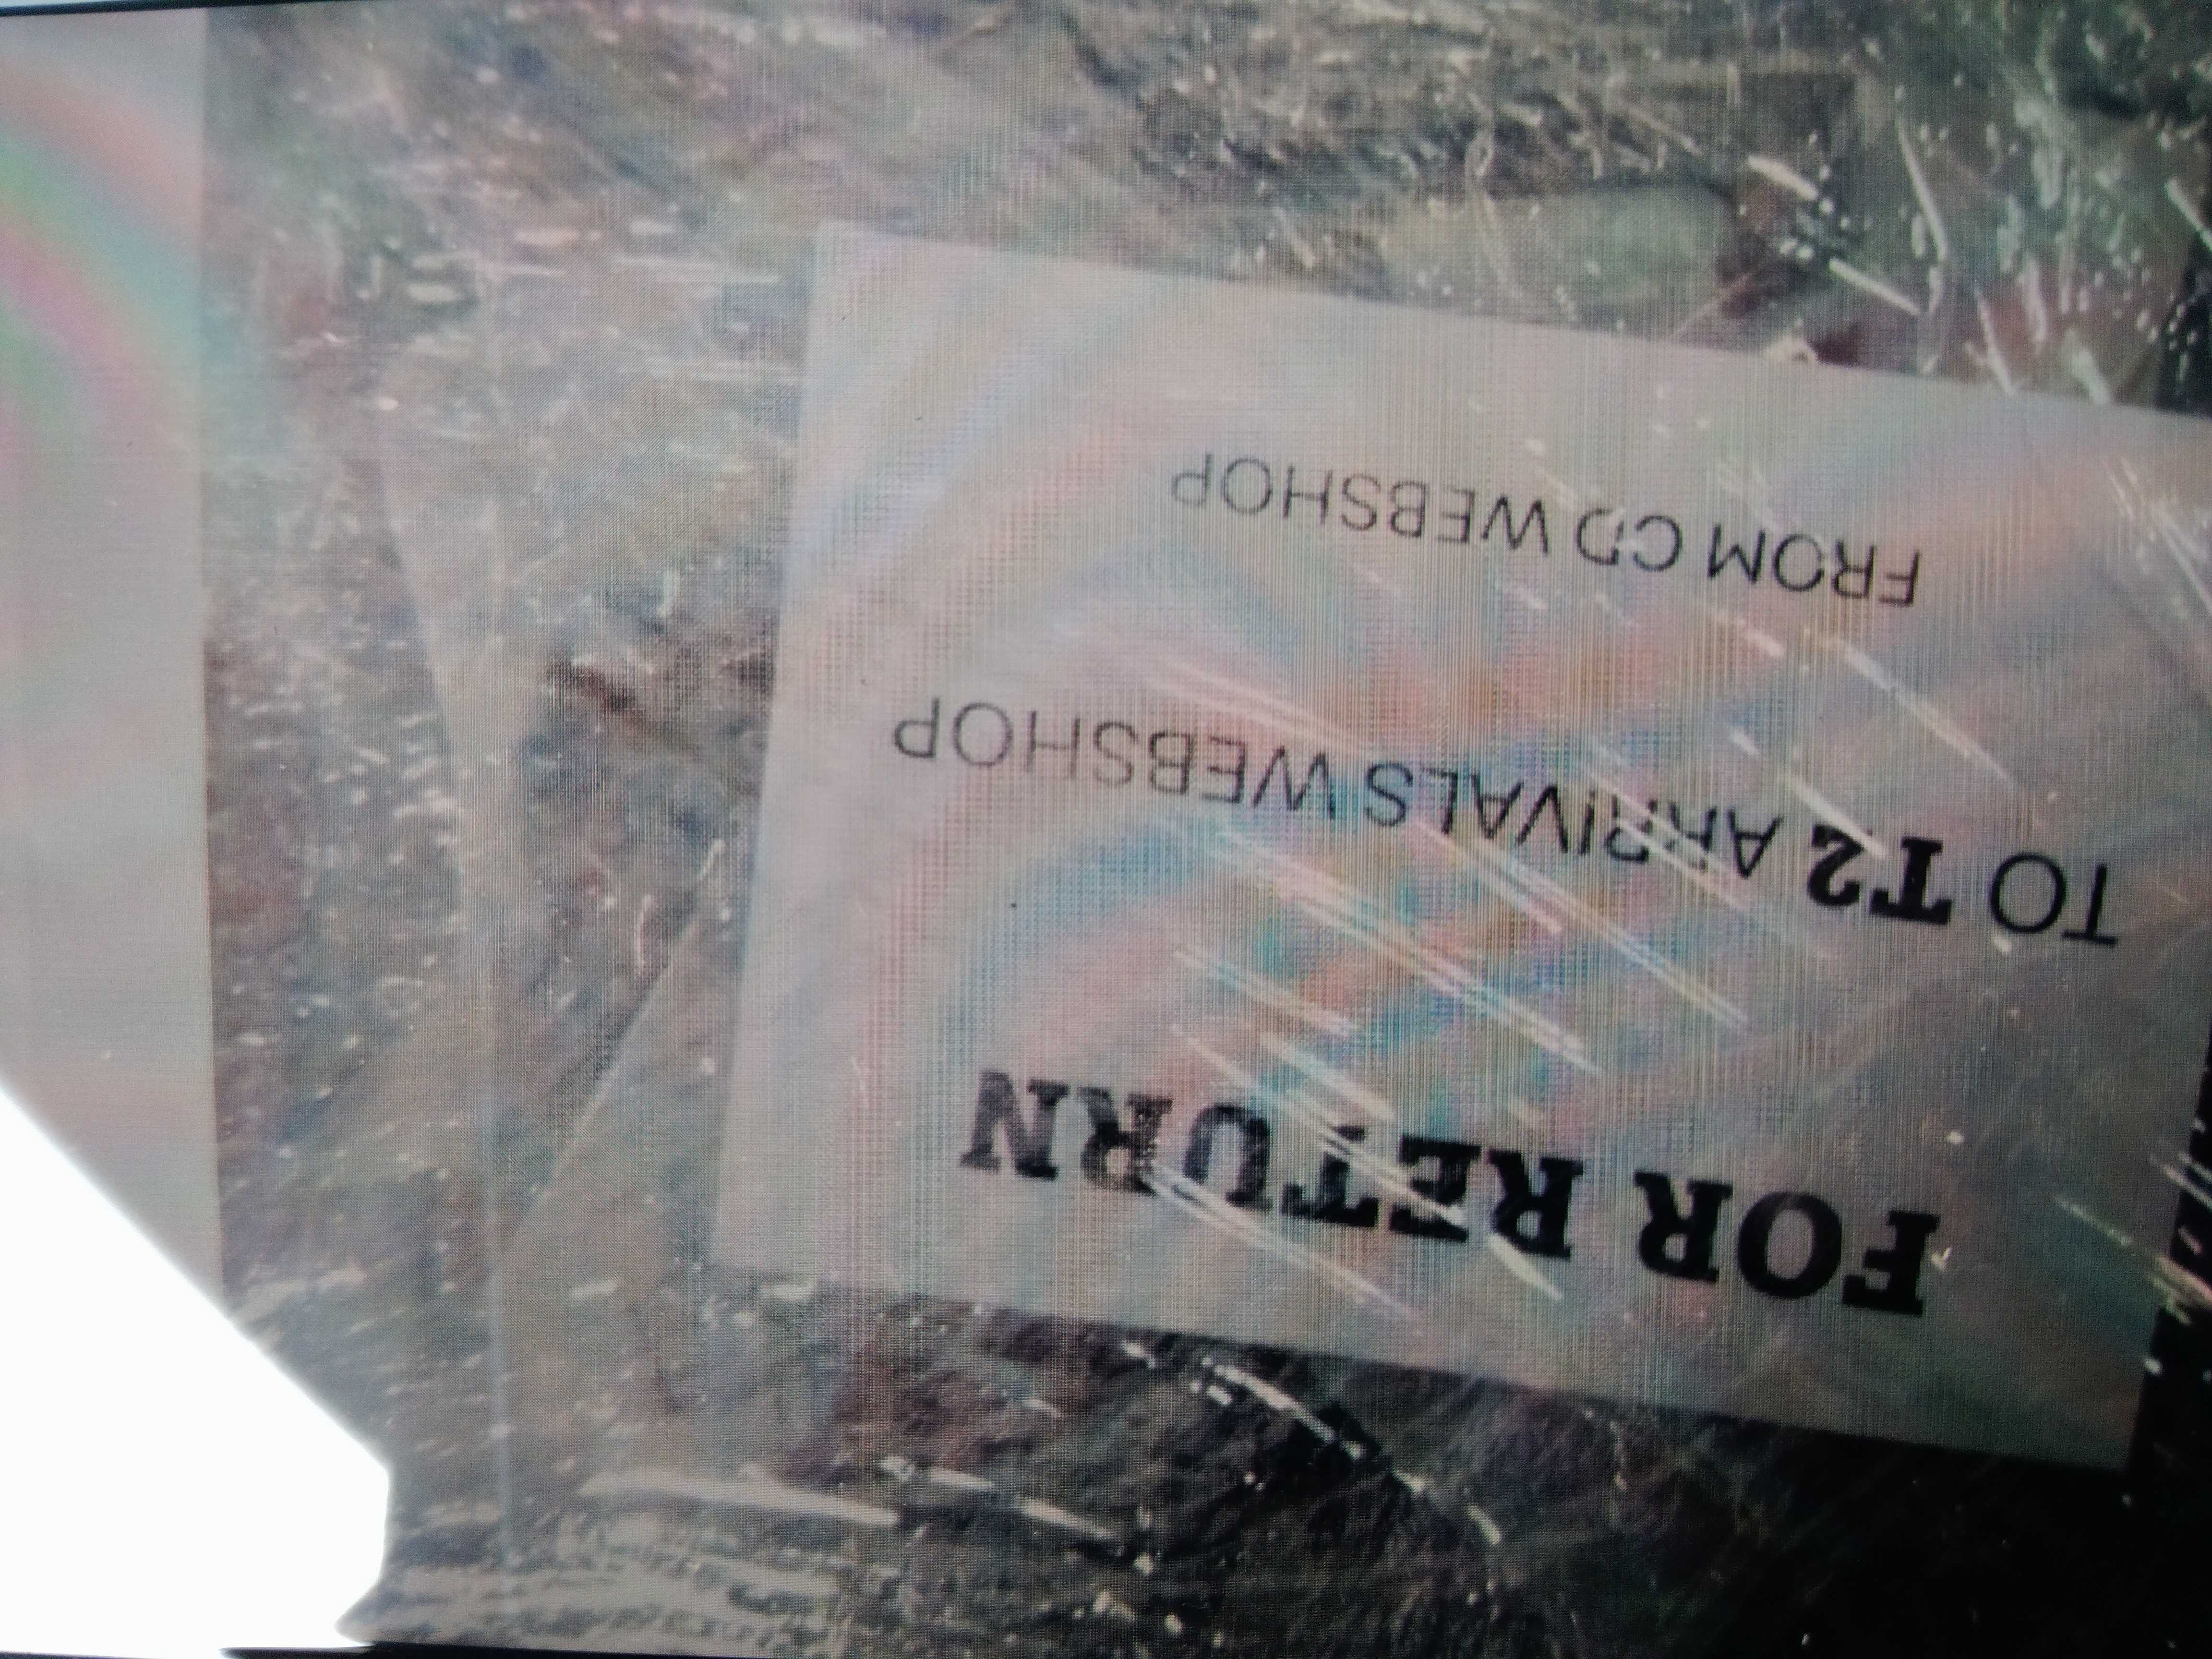 FOR RETURN
TO T2 ARRIVALS WEBSHOP
FROM CD WEBSHOP